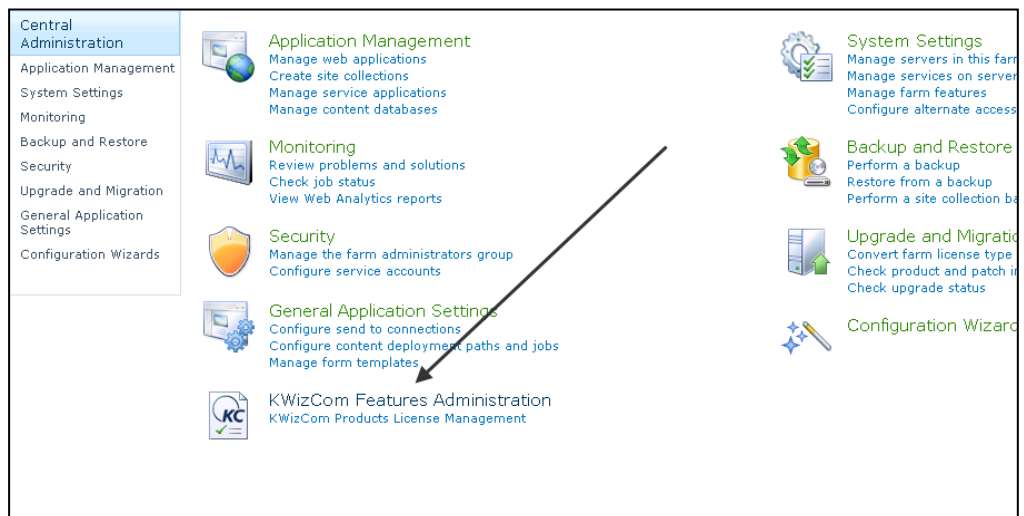 Central
Administration
Application Management
System Settings
Monitoring
Backup and Restore
Security
Upgrade and Migration
General Application
Settings
Configuration Wizards
Application Management
Manage web applications
Create site collections
Manage service applications
Manage content databases
Monitoring
Review problems and solutions
Check job status
View Web Analytics reports
Security
Manage the farm administrators group
Configure service accounts
General Application Settings
Configure send to connections
Configure content deployment paths and jobs
Manage form templates
KC
KWizCom Features Administration
KWizCom Products License Management
System Settings
Manage servers in this farm
Manage services on server
Manage farm features
Configure alternate access
Backup and Restore
Perform a backup
Restore from a backup
Perform a site collection ba
Upgrade and Migratio
Convert farm license type
Check product and patch in
Check upgrade status
Configuration Wizard